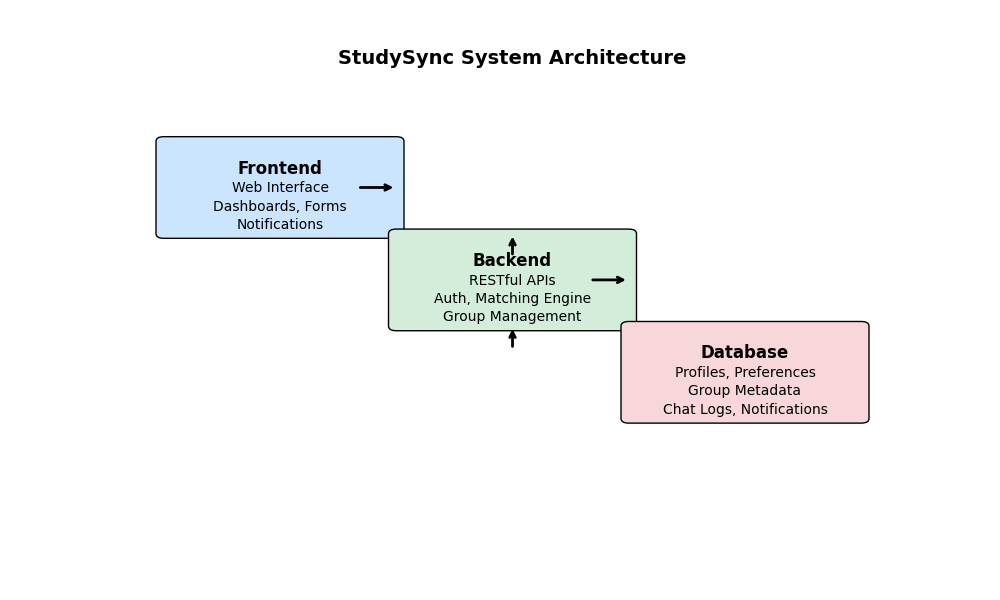 StudySync System Architecture
Frontend
Web Interface
Dashboards, Forms
Notifications
Backend
RESTful APIs
Auth, Matching Engine
Group Management
Database
Profiles, Preferences
Group Metadata
Chat Logs, Notifications